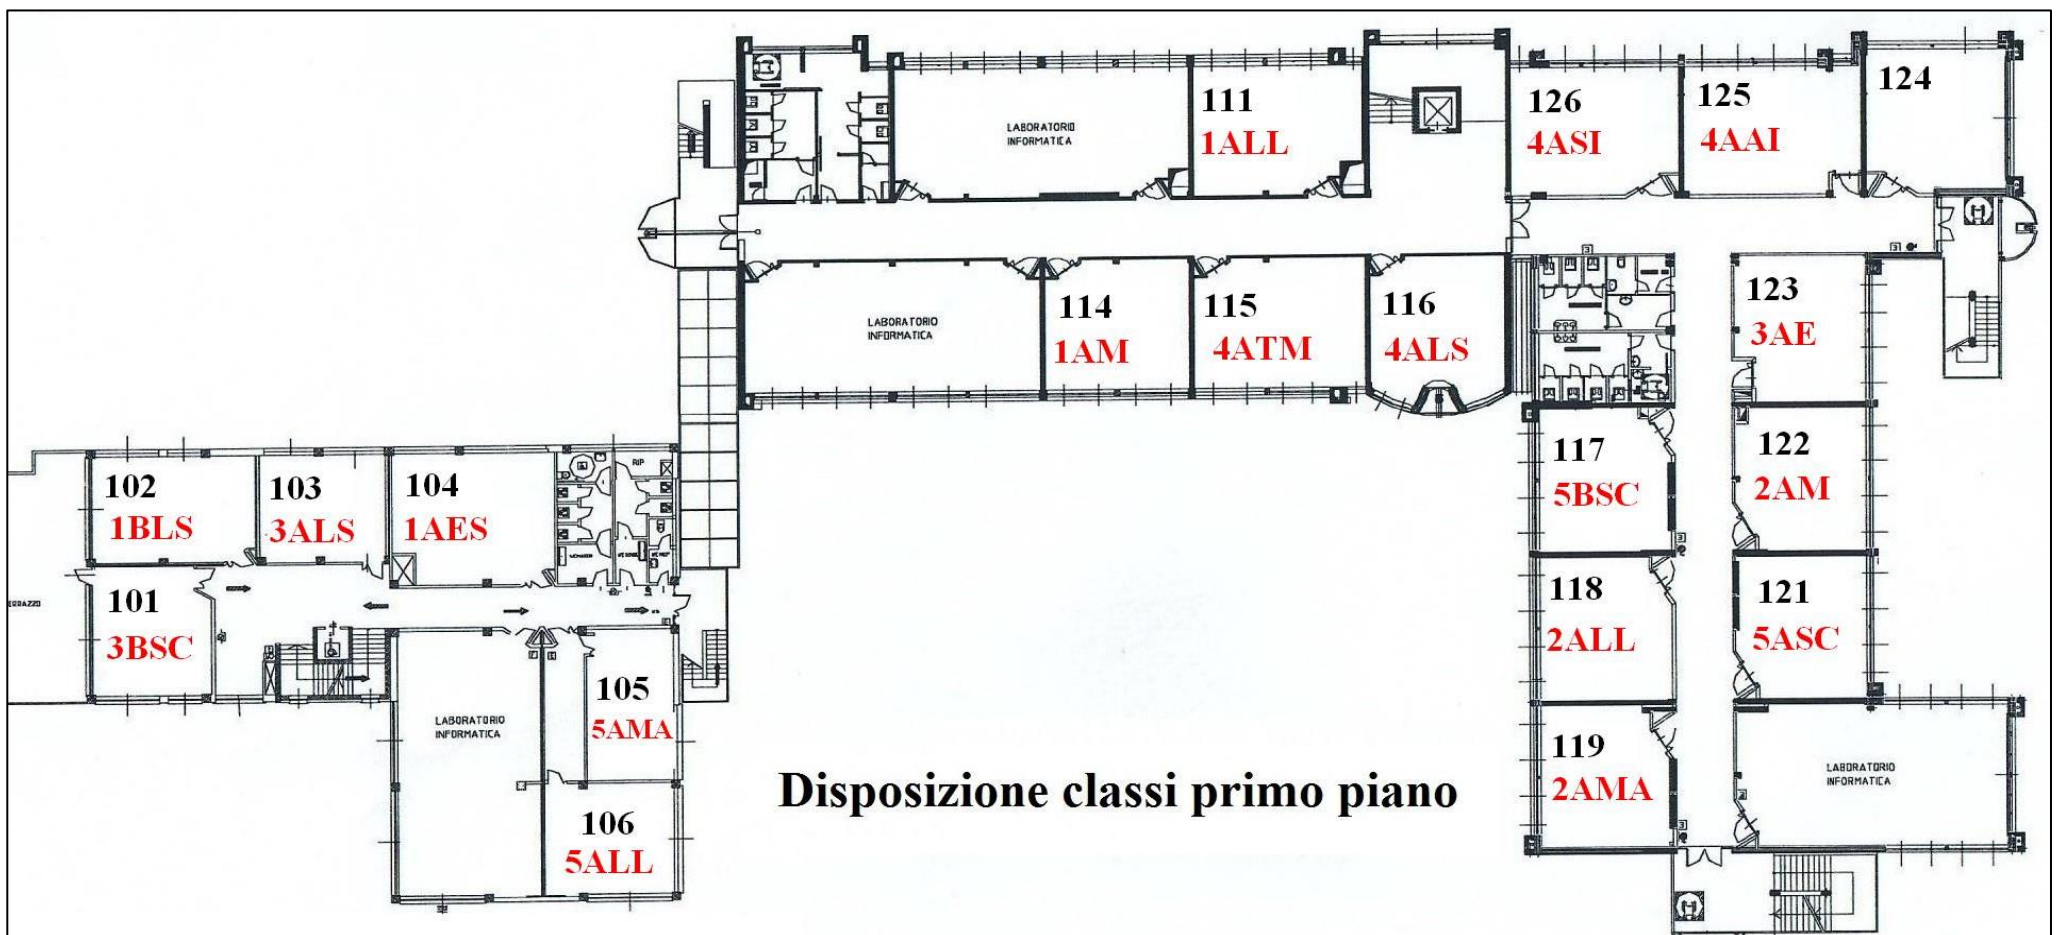 LABORATORIO
INFORMATICA
111
1ALL
126
4ASI
125
4AAI
124
LABORATORIO
INFORMATICA
114
1AM
115
4ATM
116
4ALS
123
3AE
102
1BLS
103
3ALS
104
1AES
RIP
117
5BSC
122
2AM
101
3BSC
118
2ALL
121
5ASC
LABORATORIO
INFORMATICA
105
5AMA
106
5ALL
119
2AMA
LABORATORIO
INFORMATICA
Disposizione classi primo piano